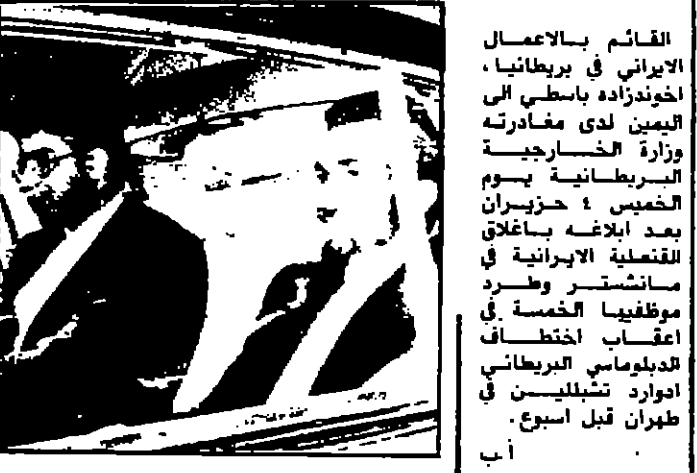 القائم بالاعمال
الايراني في بريطانيا،
اخوندزاده باسطي الى
اليمين لدى مغادرته
وزارة الخارجية
البريطانية يوم
الخميس ٤ حزيران
بعد ابلاغه باغلاق
القنصلية الايرانية في
مانشستر وطرد
موظفيها الخمسة في
اعقاب اختطاف
الدبلوماسي البريطاني
ادوارد تشبللين في
طهران قبل اسبوع.
أ ب